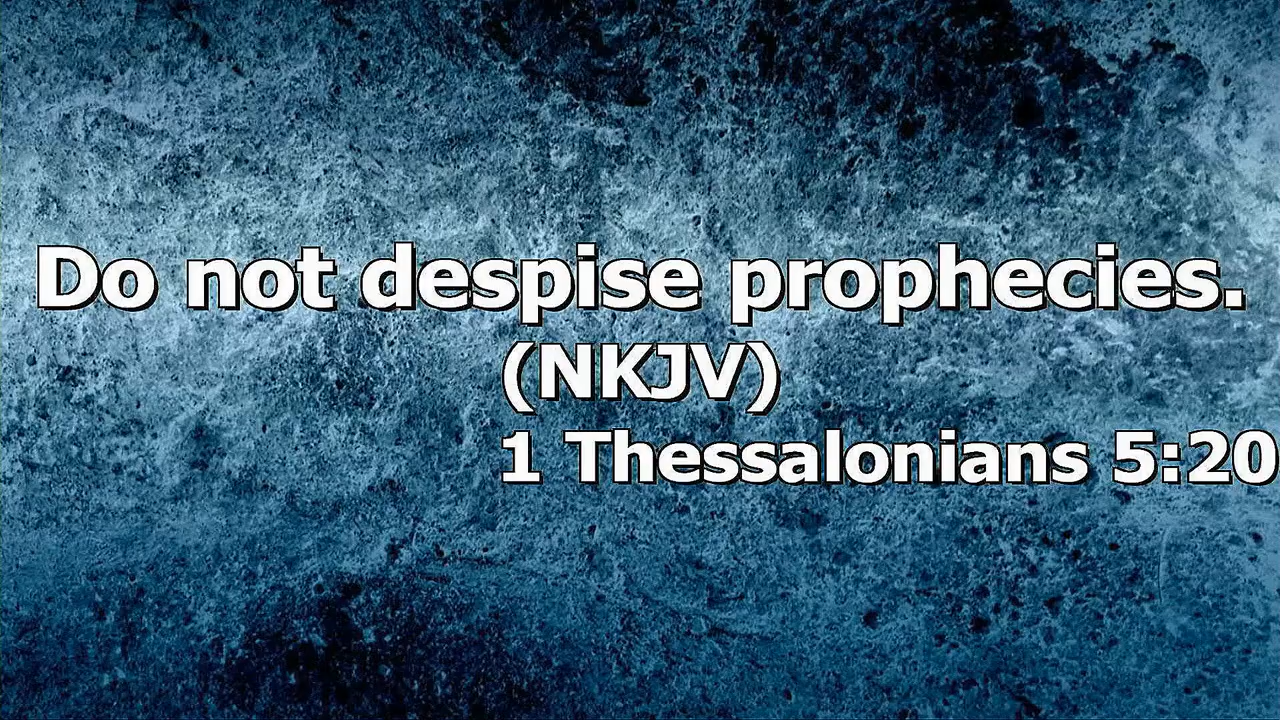 Do not despise prophecies.
(NKJV)
1 Thessalonians 5:20